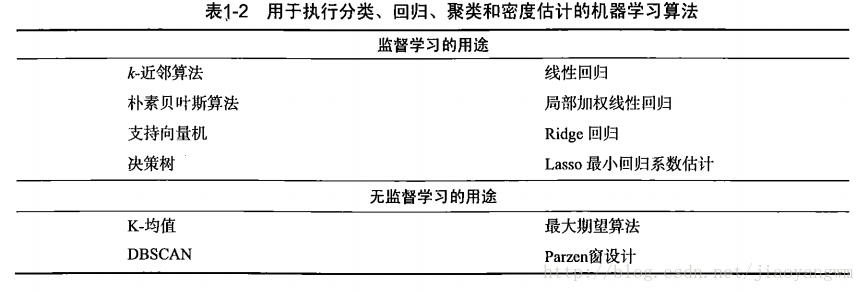 表1-2 用于执行分类、回归、聚类和密度估计的机器学习算法
监督学习的用途
k-近邻算法 线性回归
朴素贝叶斯算法 局部加权线性回归
支持向量机 Ridge 回归
决策树 Lasso 最小回归系数估计
无监督学习的用途
K-均值 最大期望算法
DBSCAN Parzen窗设计
http://blog.csdn.net/jiaoyangwm